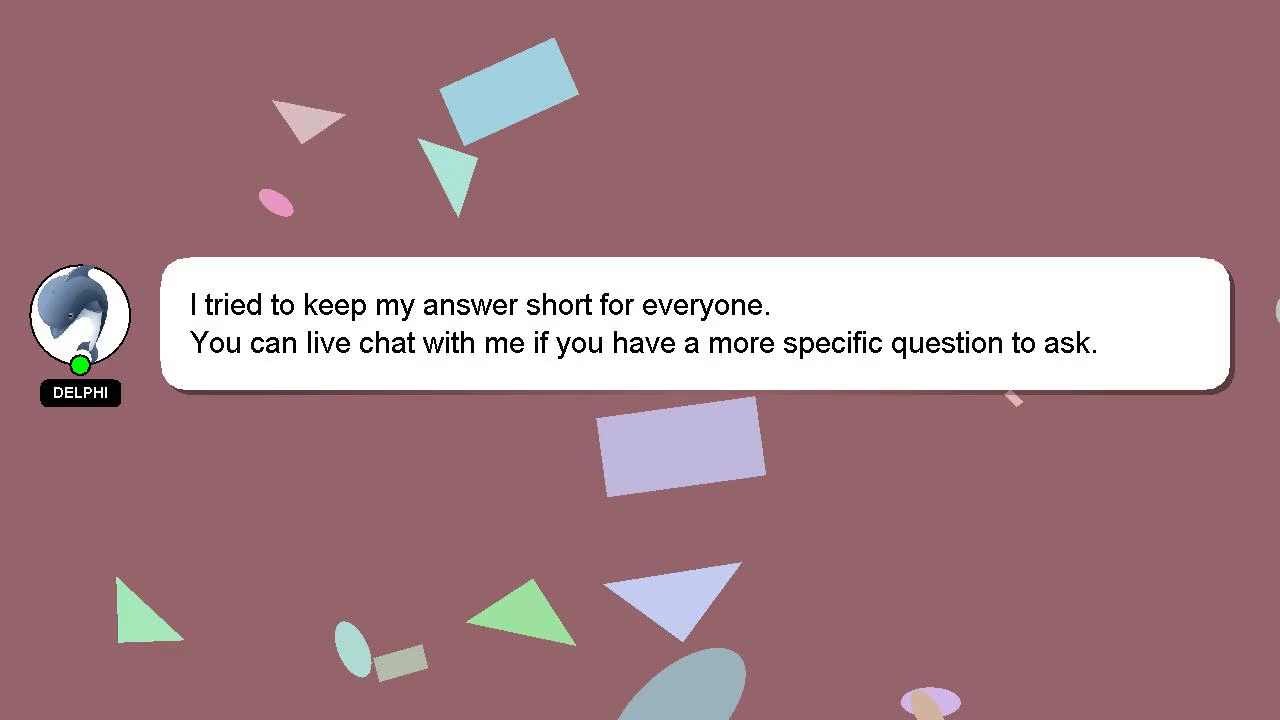 I tried to keep my answer short for everyone.
You can live chat with me if you have a more specific question to ask.
DELPHI